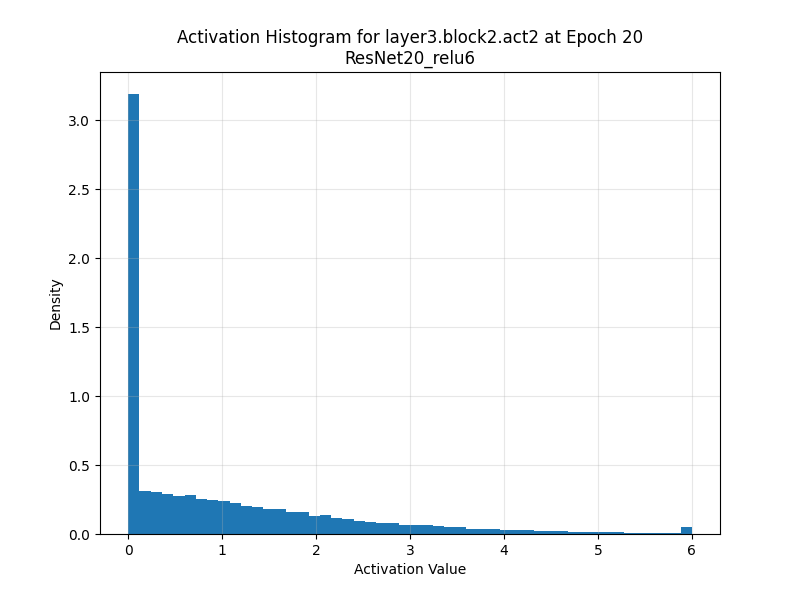 Activation Histogram for layer3.block2.act2 at Epoch 20
ResNet20_relu6
3.0
2.5
2.0
1.5
1.0
0.5
0.0
Density
0 1 2 3 4 5 6
Activation Value